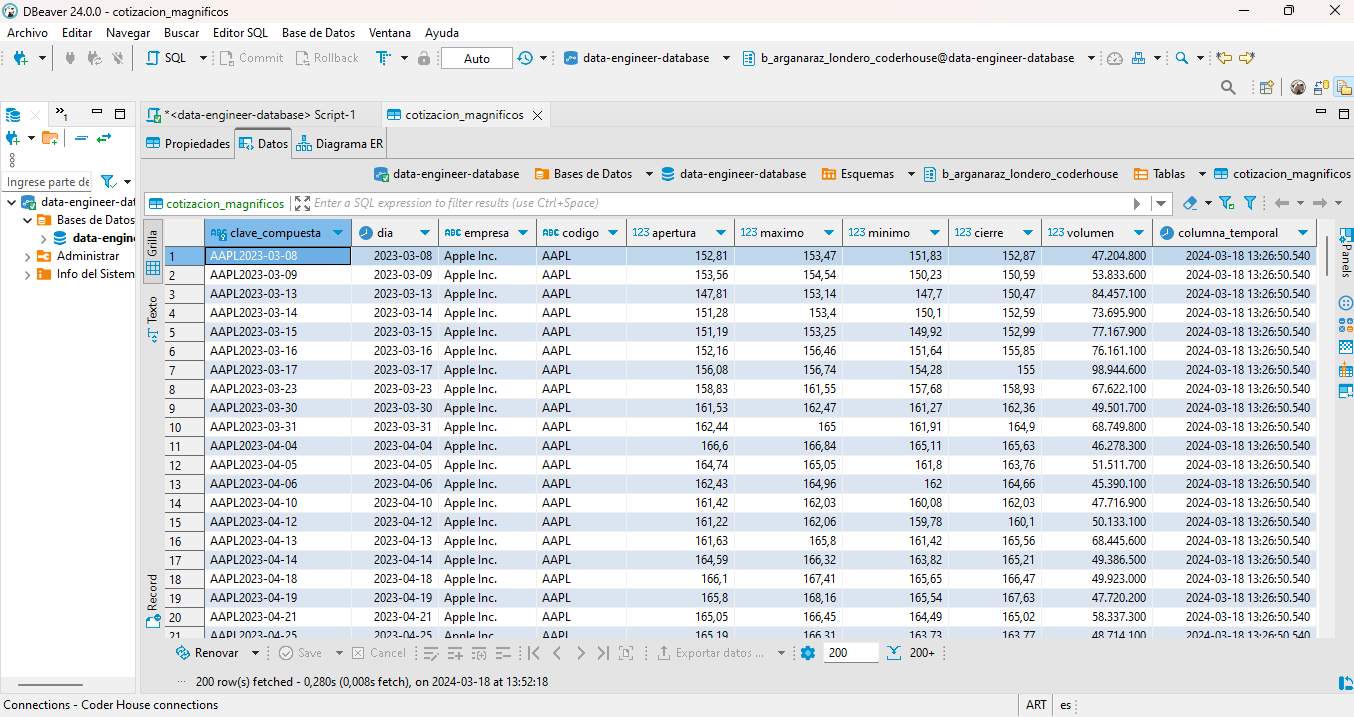 DBeaver 24.0.0 - cotizacion_magnificos
Archivo Editar Navegar Buscar Editor SQL Base de Datos Ventana Ayuda
SQL Commit Rollback Auto data-engineer-database b_arganaraz_londero_coderhouse@data-engineer-database
»1 *<data-engineer-database> Script-1 cotizacion_magnificos
Propiedades Datos Diagrama ER
data-engineer-database Bases de Datos data-engineer-database Esquemas b_arganaraz_londero_coderhouse Tablas cotizacion_magnificos
Ingrese parte de
data-engineer-dat
Bases de Datos
data-engin
Administrar
Info del Sistem
cotizacion_magnificos Enter a SQL expression to filter results (use Ctrl+Space)
Grilla
Texto
Record
Panels
ABC clave_compuesta dia ABC empresa ABC codigo 123 apertura 123 maximo 123 minimo 123 cierre 123 volumen columna_temporal
1 AAPL2023-03-08 2023-03-08 Apple Inc. AAPL 152,81 153,47 151,83 152,87 47.204.800 2024-03-18 13:26:50.540
2 AAPL2023-03-09 2023-03-09 Apple Inc. AAPL 153,56 154,54 150,23 150,59 53.833.600 2024-03-18 13:26:50.540
3 AAPL2023-03-13 2023-03-13 Apple Inc. AAPL 147,81 153,14 147,7 150,47 84.457.100 2024-03-18 13:26:50.540
4 AAPL2023-03-14 2023-03-14 Apple Inc. AAPL 151,28 153,4 150,1 152,59 73.695.900 2024-03-18 13:26:50.540
5 AAPL2023-03-15 2023-03-15 Apple Inc. AAPL 151,19 153,25 149,92 152,99 77.167.900 2024-03-18 13:26:50.540
6 AAPL2023-03-16 2023-03-16 Apple Inc. AAPL 152,16 156,46 151,64 155,85 76.161.100 2024-03-18 13:26:50.540
7 AAPL2023-03-17 2023-03-17 Apple Inc. AAPL 156,08 156,74 154,28 155 98.944.600 2024-03-18 13:26:50.540
8 AAPL2023-03-23 2023-03-23 Apple Inc. AAPL 158,83 161,55 157,68 158,93 67.622.100 2024-03-18 13:26:50.540
9 AAPL2023-03-30 2023-03-30 Apple Inc. AAPL 161,53 162,47 161,27 162,36 49.501.700 2024-03-18 13:26:50.540
10 AAPL2023-03-31 2023-03-31 Apple Inc. AAPL 162,44 165 161,91 164,9 68.749.800 2024-03-18 13:26:50.540
11 AAPL2023-04-04 2023-04-04 Apple Inc. AAPL 166,6 166,84 165,11 165,63 46.278.300 2024-03-18 13:26:50.540
12 AAPL2023-04-05 2023-04-05 Apple Inc. AAPL 164,74 165,05 161,8 163,76 51.511.700 2024-03-18 13:26:50.540
13 AAPL2023-04-06 2023-04-06 Apple Inc. AAPL 162,43 164,96 162 164,66 45.390.100 2024-03-18 13:26:50.540
14 AAPL2023-04-10 2023-04-10 Apple Inc. AAPL 161,42 162,03 160,08 162,03 47.716.900 2024-03-18 13:26:50.540
15 AAPL2023-04-12 2023-04-12 Apple Inc. AAPL 161,22 162,06 159,78 160,1 50.133.100 2024-03-18 13:26:50.540
16 AAPL2023-04-13 2023-04-13 Apple Inc. AAPL 161,63 165,8 161,42 165,56 68.445.600 2024-03-18 13:26:50.540
17 AAPL2023-04-14 2023-04-14 Apple Inc. AAPL 164,59 166,32 163,82 165,21 49.386.500 2024-03-18 13:26:50.540
18 AAPL2023-04-18 2023-04-18 Apple Inc. AAPL 166,1 167,41 165,65 166,47 49.923.000 2024-03-18 13:26:50.540
19 AAPL2023-04-19 2023-04-19 Apple Inc. AAPL 165,8 168,16 165,54 167,63 47.720.200 2024-03-18 13:26:50.540
20 AAPL2023-04-21 2023-04-21 Apple Inc. AAPL 165,05 166,45 164,49 165,02 58.337.300 2024-03-18 13:26:50.540
21 AAPL2023-04-25 2023-04-25 Apple Inc. AAPL 165,19 166,31 163,73 163,77 48.714.100 2024-03-18 13:26:50.540
Renovar Save Cancel Exportar datos ... 200 200+
200 row(s) fetched - 0,280s (0,008s fetch), on 2024-03-18 at 13:52:18
Connections - Coder House connections ART es